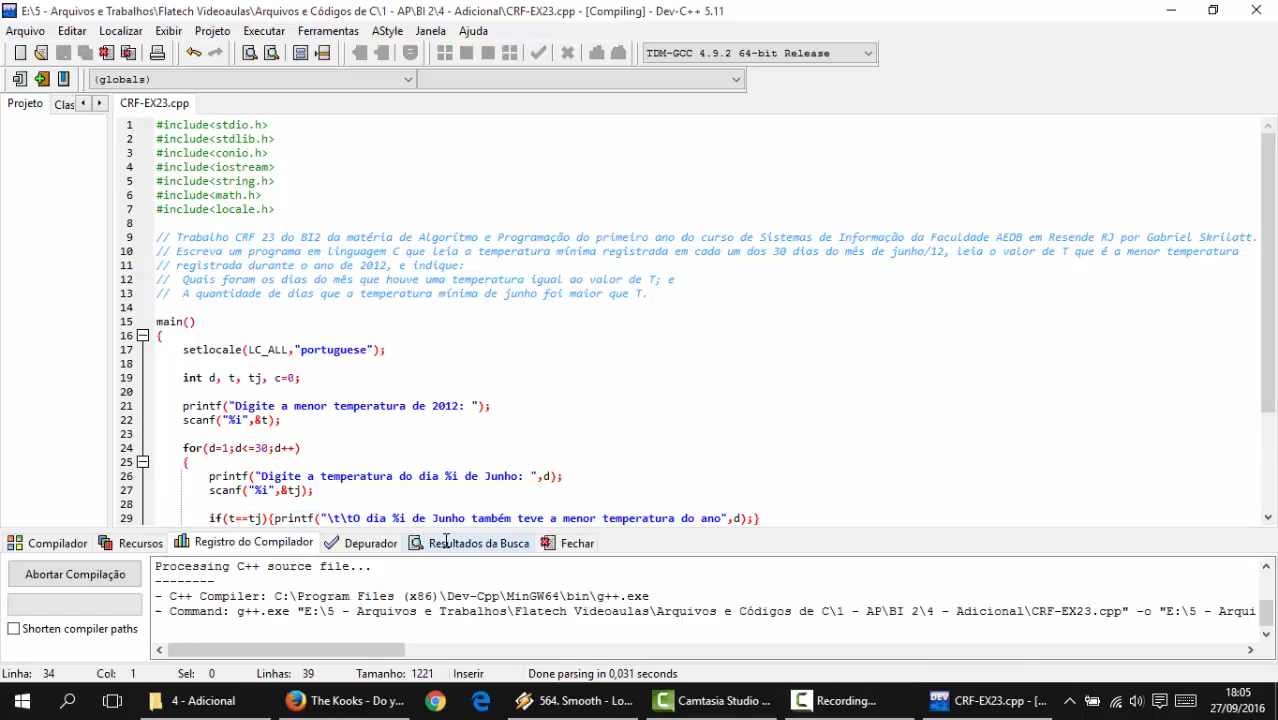 E:\5 - Arquivos e Trabalhos\Flatech Videoaulas\Arquivos e Códigos de C\1 - AP\BI 2\4 - Adicional\CRF-EX23.cpp - [Compiling] - Dev-C++ 5.11
Arquivo Editar Localizar Exibir Projeto Executar Ferramentas AStyle Janela Ajuda
TDM-GCC 4.9.2 64-bit Release
(globals)
Projeto Clas CRF-EX23.cpp
1 #include<stdio.h>
2 #include<stdlib.h>
3 #include<conio.h>
4 #include<iostream>
5 #include<string.h>
6 #include<math.h>
7 #include<locale.h>
8
9 // Trabalho CRF 23 do BI2 da matéria de Algorítmo e Programação do primeiro ano do curso de Sistemas de Informação da Faculdade AEDB em Resende RJ por Gabriel Skrilatt.
10 // Escreva um programa em linguagem C que leia a temperatura mínima registrada em cada um dos 30 dias do mês de junho/12, leia o valor de T que é a menor temperatura
11 // registrada durante o ano de 2012, e indique:
12 // Quais foram os dias do mês que houve uma temperatura igual ao valor de T; e
13 // A quantidade de dias que a temperatura mínima de junho foi maior que T.
14
15 main()
16 {
17 setlocale(LC_ALL,"portuguese");
18
19 int d, t, tj, c=0;
20
21 printf("Digite a menor temperatura de 2012: ");
22 scanf("%i",&t);
23
24 for(d=1;d<=30;d++)
25 {
26 printf("Digite a temperatura do dia %i de Junho: ",d);
27 scanf("%i",&tj);
28
29 if(t==tj){printf("\t\tO dia %i de Junho também teve a menor temperatura do ano",d);}
Compilador Recursos Registro do Compilador Depurador Resultados da Busca Fechar
Abortar Compilação
Shorten compiler paths
Processing C++ source file...
--------
- C++ Compiler: C:\Program Files (x86)\Dev-Cpp\MinGW64\bin\g++.exe
- Command: g++.exe "E:\5 - Arquivos e Trabalhos\Flatech Videoaulas\Arquivos e Códigos de C\1 - AP\BI 2\4 - Adicional\CRF-EX23.cpp" -o "E:\5 - Arqui
Linha: 34 Col: 1 Sel: 0 Linhas: 39 Tamanho: 1221 Inserir Done parsing in 0,031 seconds
4 - Adicional The Kooks - Do y... 564. Smooth - Lo... Camtasia Studio ... Recording... CRF-EX23.cpp - [... 18:05
27/09/2016